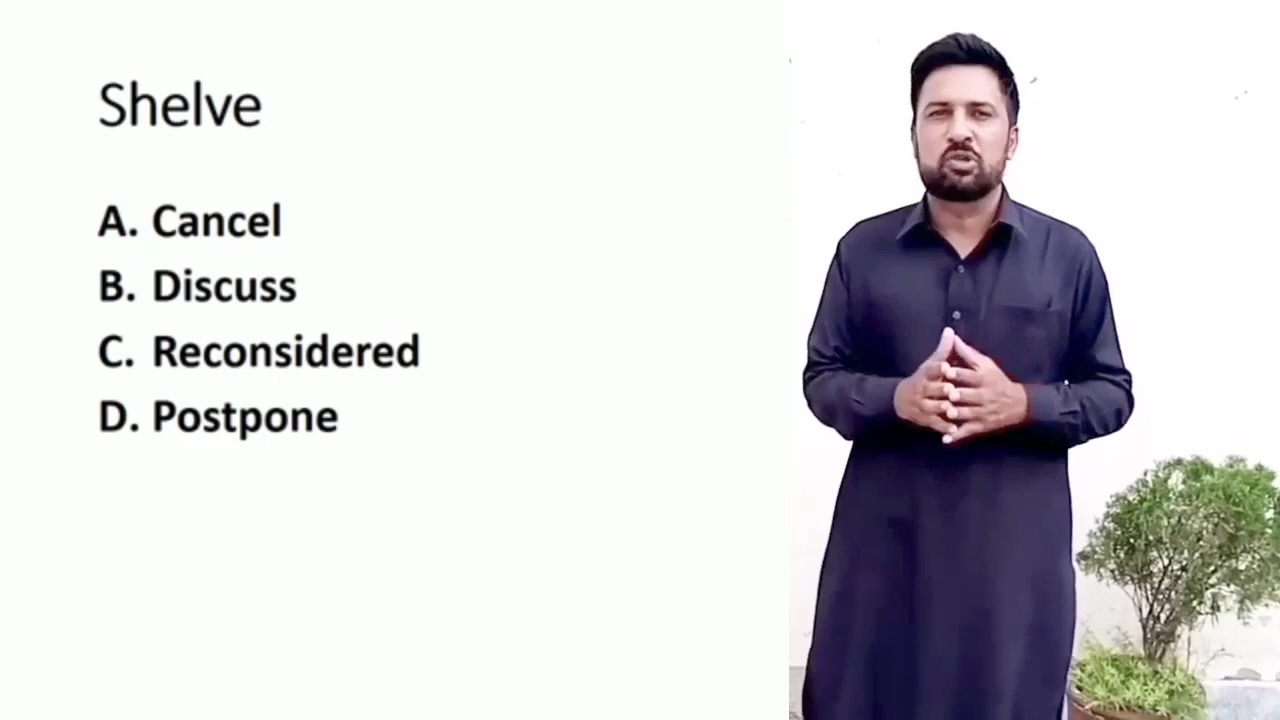 Shelve
A. Cancel
B. Discuss
C. Reconsidered
D. Postpone